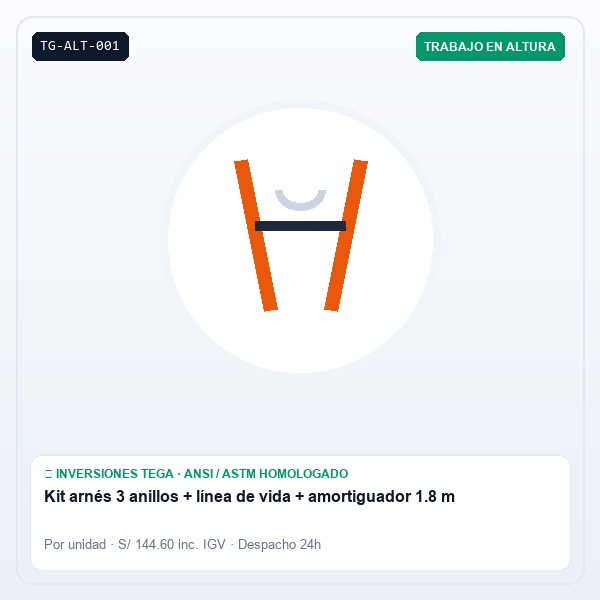 TG-ALT-001
TRABAJO EN ALTURA
INVERSIONES TEGA · ANSI / ASTM HOMOLOGADO
Kit arnés 3 anillos + línea de vida + amortiguador 1.8 m
Por unidad · S/ 144.60 inc. IGV · Despacho 24h